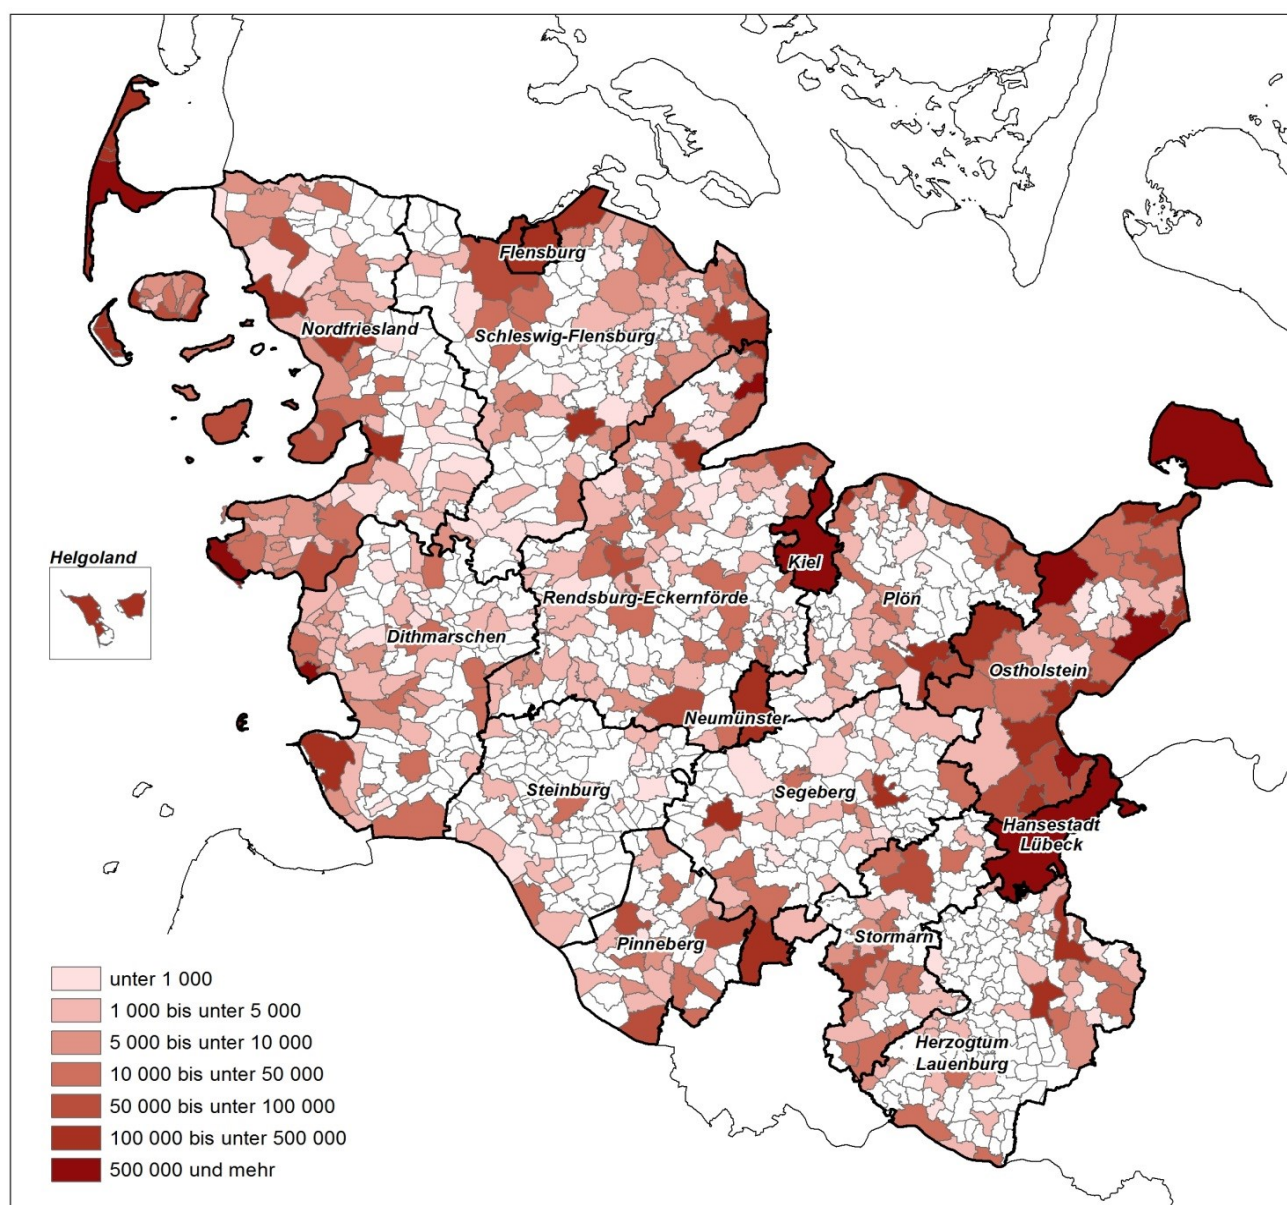 Flensburg
Nordfriesland
Schleswig-Flensburg
Helgoland
Kiel
Rendsburg-Eckernförde
Plön
Dithmarschen
Ostholstein
Neumünster
Steinburg
Segeberg
Hansestadt
Lübeck
Pinneberg
Stormarn
Herzogtum
Lauenburg
unter 1 000
1 000 bis unter 5 000
5 000 bis unter 10 000
10 000 bis unter 50 000
50 000 bis unter 100 000
100 000 bis unter 500 000
500 000 und mehr